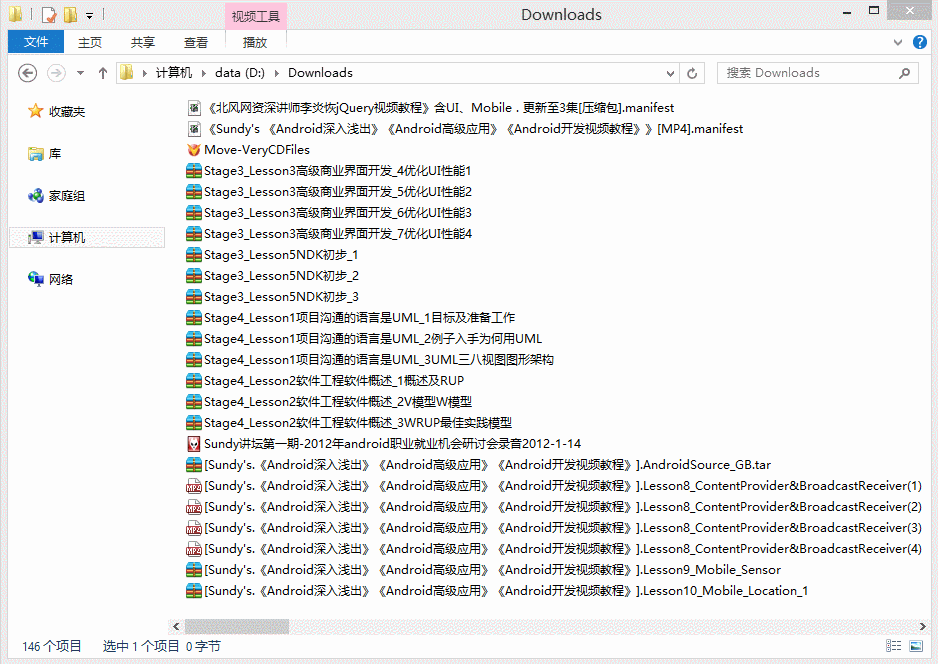 视频工具
Downloads
文件 主页 共享 查看 播放
计算机 data (D:) Downloads
搜索 Downloads
收藏夹
库
家庭组
计算机
网络
《北风网资深讲师李炎恢jQuery视频教程》含UI、Mobile . 更新至3集[压缩包].manifest
《Sundy's 《Android深入浅出》《Android高级应用》《Android开发视频教程》》[MP4].manifest
Move-VeryCDFiles
Stage3_Lesson3高级商业界面开发_4优化UI性能1
Stage3_Lesson3高级商业界面开发_5优化UI性能2
Stage3_Lesson3高级商业界面开发_6优化UI性能3
Stage3_Lesson3高级商业界面开发_7优化UI性能4
Stage3_Lesson5NDK初步_1
Stage3_Lesson5NDK初步_2
Stage3_Lesson5NDK初步_3
Stage4_Lesson1项目沟通的语言是UML_1目标及准备工作
Stage4_Lesson1项目沟通的语言是UML_2例子入手为何用UML
Stage4_Lesson1项目沟通的语言是UML_3UML三八视图图形架构
Stage4_Lesson2软件工程软件概述_1概述及RUP
Stage4_Lesson2软件工程软件概述_2V模型W模型
Stage4_Lesson2软件工程软件概述_3WRUP最佳实践模型
Sundy讲坛第一期-2012年android职业就业机会研讨会录音2012-1-14
[Sundy's.《Android深入浅出》《Android高级应用》《Android开发视频教程》].AndroidSource_GB.tar
[Sundy's.《Android深入浅出》《Android高级应用》《Android开发视频教程》].Lesson8_ContentProvider&BroadcastReceiver(1)
[Sundy's.《Android深入浅出》《Android高级应用》《Android开发视频教程》].Lesson8_ContentProvider&BroadcastReceiver(2)
[Sundy's.《Android深入浅出》《Android高级应用》《Android开发视频教程》].Lesson8_ContentProvider&BroadcastReceiver(3)
[Sundy's.《Android深入浅出》《Android高级应用》《Android开发视频教程》].Lesson8_ContentProvider&BroadcastReceiver(4)
[Sundy's.《Android深入浅出》《Android高级应用》《Android开发视频教程》].Lesson9_Mobile_Sensor
[Sundy's.《Android深入浅出》《Android高级应用》《Android开发视频教程》].Lesson10_Mobile_Location_1
146 个项目 选中 1 个项目 0 字节